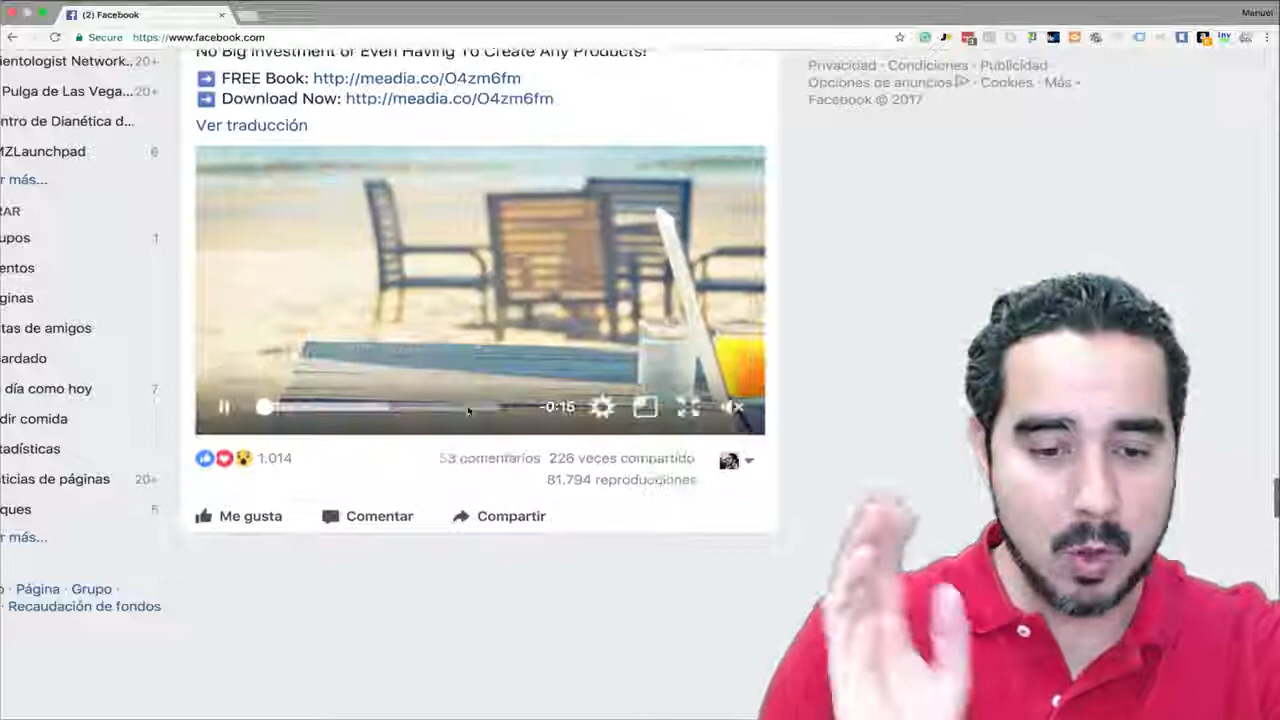 (2) Facebook
Manuel
Secure https://www.facebook.com
No Big Investment or Even Having To Create Any Products!
FREE Book: http://meadia.co/O4zm6fm
Download Now: http://meadia.co/O4zm6fm
Ver traducción
-0:15
1.014
53 comentarios 226 veces compartido
81.794 reproducciones
Me gusta Comentar Compartir
ientologist Network.. 20+
Pulga de Las Vega... 20+
ntro de Dianética d...
MZLaunchpad 6
r más...
RAR
upos 1
entos
ginas
tas de amigos
ardado
día como hoy 7
dir comida
tadísticas
ticias de páginas 20+
ques 5
r más...
o · Página · Grupo ·
Recaudación de fondos
Privacidad · Condiciones · Publicidad
Opciones de anuncios · Cookies · Más
Facebook © 2017